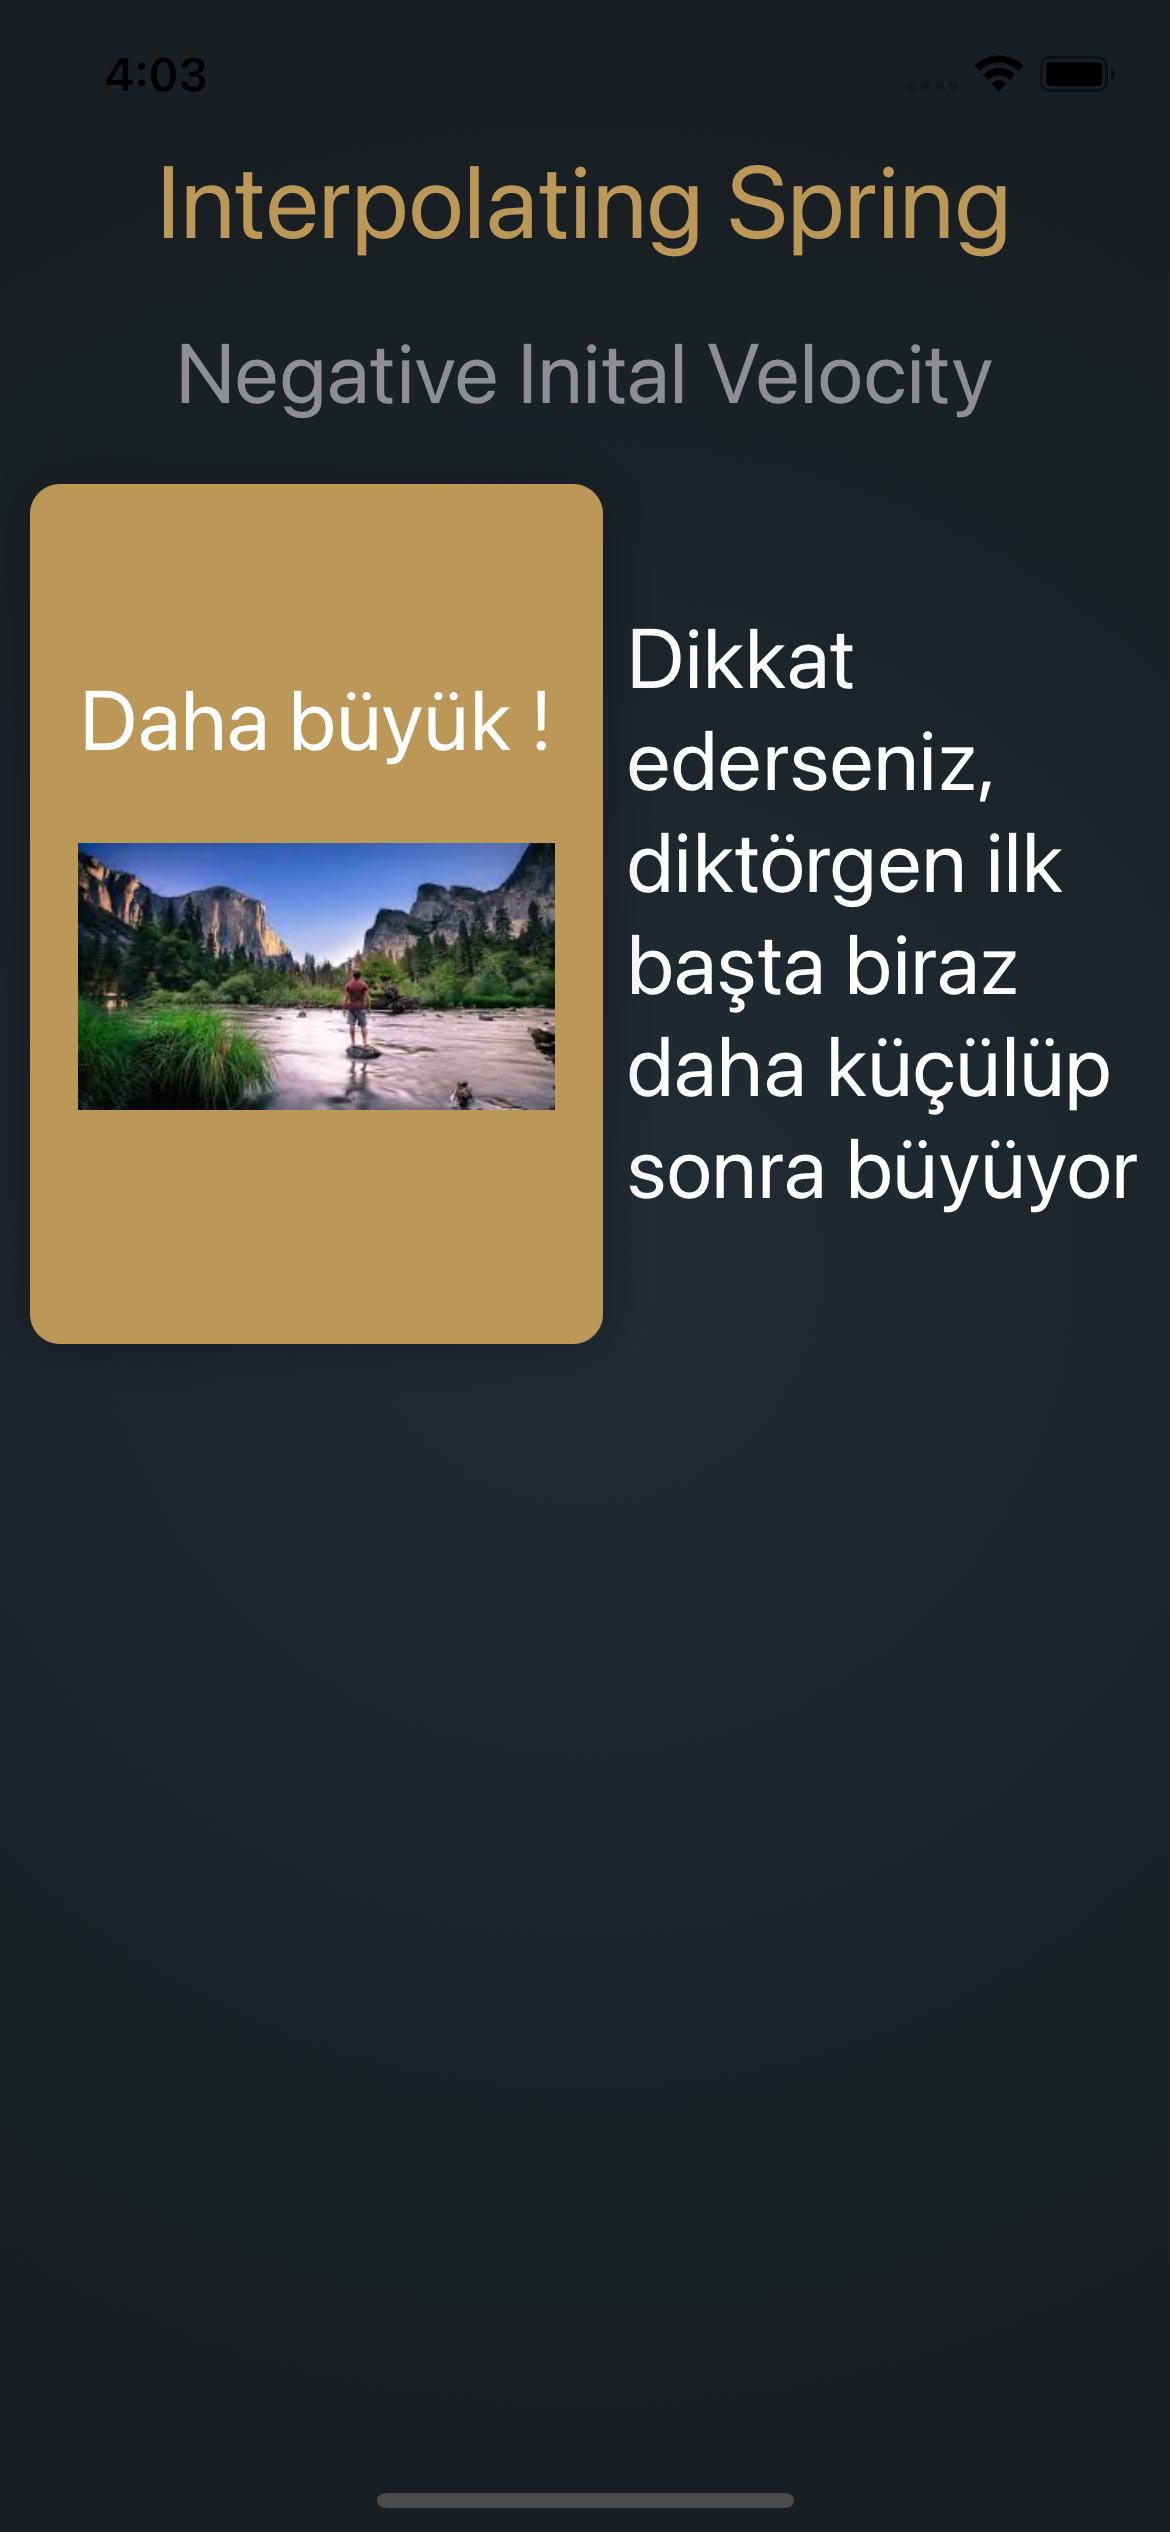 4:03
Interpolating Spring
Negative Inital Velocity
Daha büyük !
Dikkat
ederseniz,
diktörgen ilk
başta biraz
daha küçülüp
sonra büyüyor